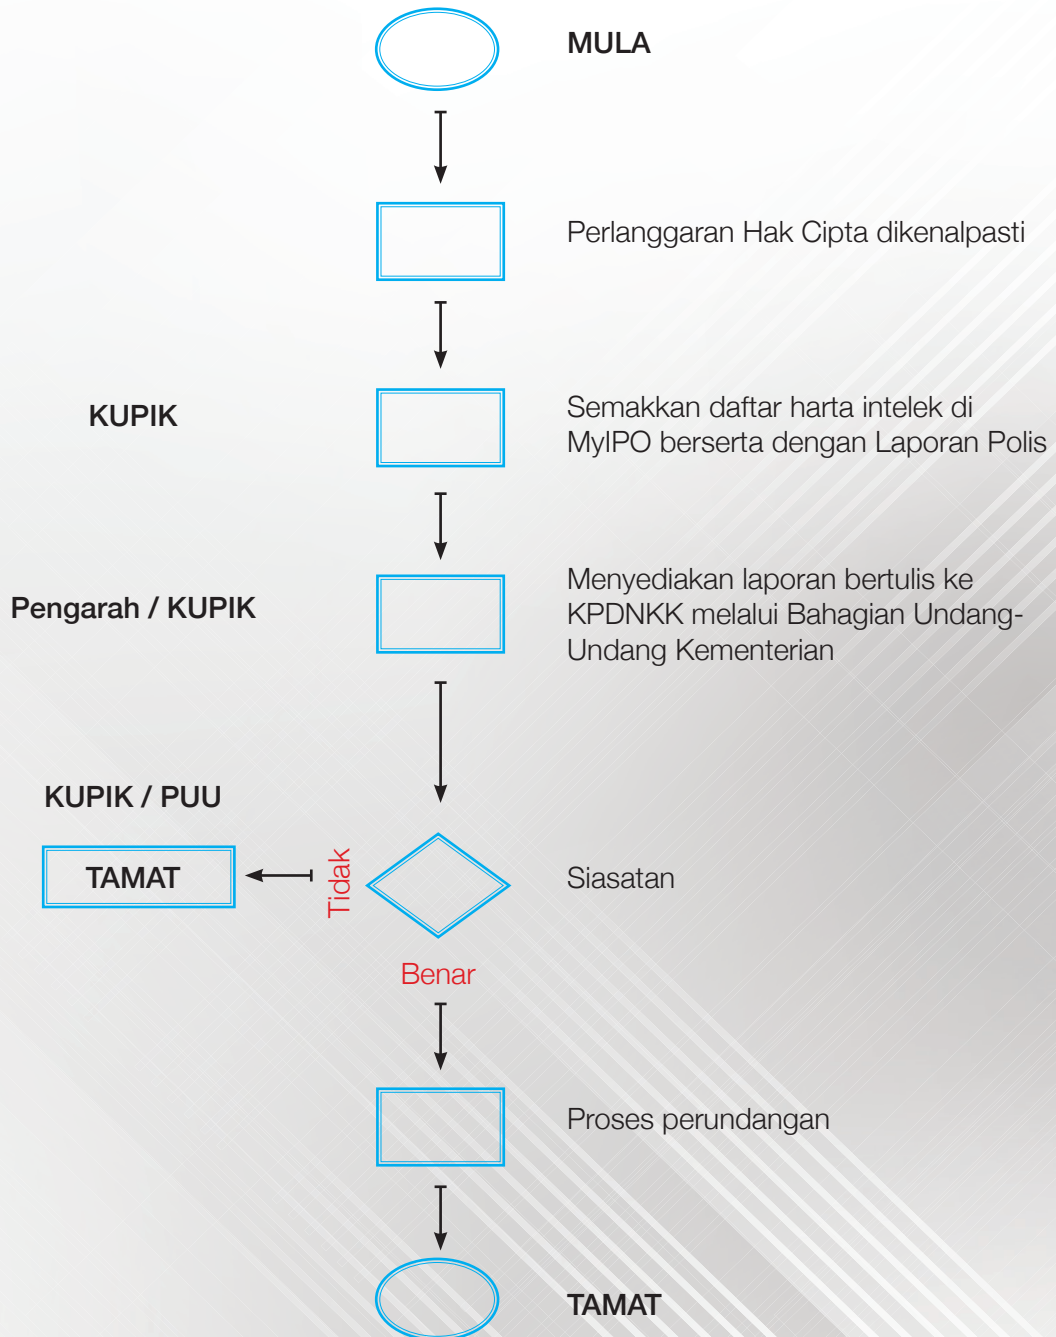 MULA
Perlanggaran Hak Cipta dikenalpasti
KUPIK
Semakkan daftar harta intelek di
MyIPO berserta dengan Laporan Polis
Pengarah / KUPIK
Menyediakan laporan bertulis ke
KPDNKK melalui Bahagian Undang-
Undang Kementerian
KUPIK / PUU
TAMAT
Tidak
Siasatan
Benar
Proses perundangan
TAMAT